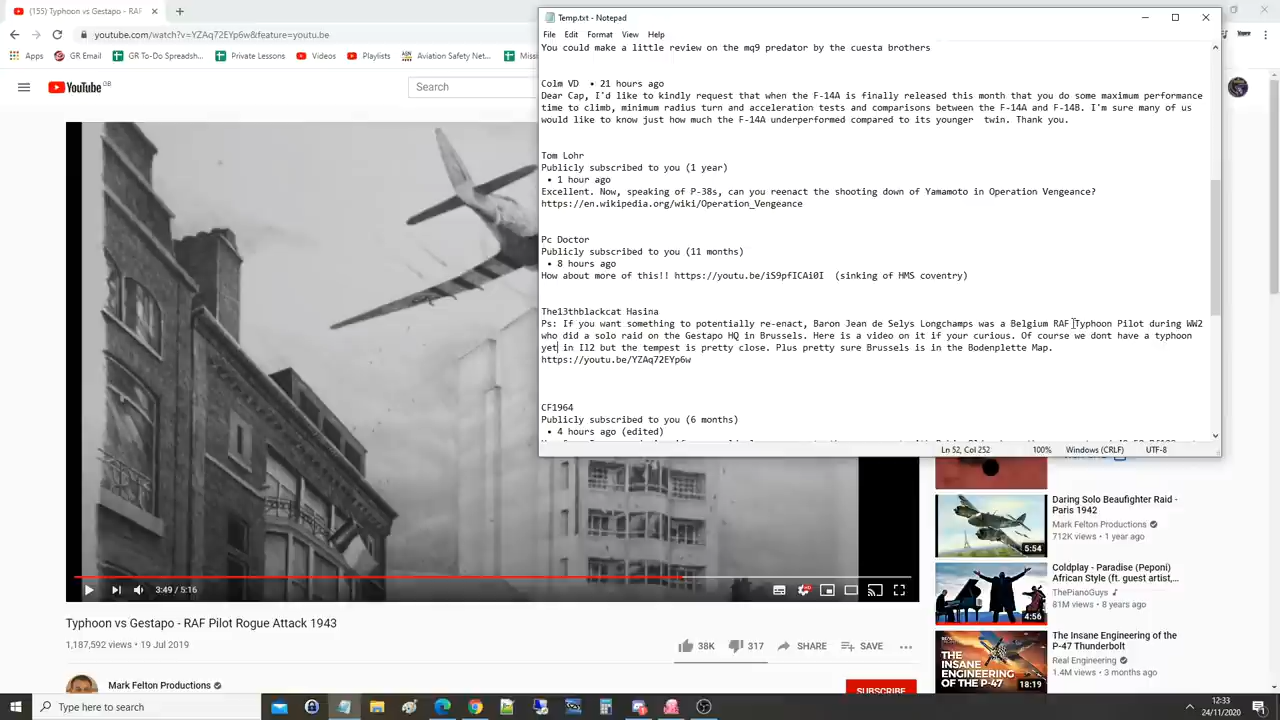 (155) Typhoon vs Gestapo - RAF
youtube.com/watch?v=YZAq72EYp6w&feature=youtu.be
Apps
GR Email
GR To-Do Spreadsh...
Private Lessons
Playlists
Aviation Safety Net...
Mission
YouTube
GB
Search
Temp.txt - Notepad
File Edit Format View Help
You could make a little review on the mq9 predator by the cuesta brothers
Colm VD • 21 hours ago
Dear Cap, I'd like to kindly request that when the F-14A is finally released this month that you do some maximum performance
time to climb, minimum radius turn and acceleration tests and comparisons between the F-14A and F-14B. I'm sure many of us
would like to know just how much the F-14A underperformed compared to its younger twin. Thank you.
Tom Lohr
Publicly subscribed to you (1 year)
• 1 hour ago
Excellent. Now, speaking of P-38s, can you reenact the shooting down of Yamamoto in Operation Vengeance?
https://en.wikipedia.org/wiki/Operation_Vengeance
Pc Doctor
Publicly subscribed to you (11 months)
• 8 hours ago
How about more of this!! https://youtu.be/iS9pfICAi0I (sinking of HMS coventry)
The13thblackcat Hasina
Ps: If you want something to potentially re-enact, Baron Jean de Selys Longchamps was a Belgium RAF Typhoon Pilot during WW2
who did a solo raid on the Gestapo HQ in Brussels. Here is a video on it if your curious. Of course we dont have a typhoon
yet in Il2 but the tempest is pretty close. Plus pretty sure Brussels is in the Bodenplette Map.
https://youtu.be/YZAq72EYp6w
CF1964
Publicly subscribed to you (6 months)
• 4 hours ago (edited)
Ln 52, Col 252
100%
Windows (CRLF)
UTF-8
3:49 / 5:16
Typhoon vs Gestapo - RAF Pilot Rogue Attack 1943
1,187,592 views • 19 Jul 2019
38K
317
SHARE
SAVE
Mark Felton Productions
SUBSCRIBE
Daring Solo Beaufighter Raid -
Paris 1942
Mark Felton Productions
712K views • 1 year ago
5:54
Coldplay - Paradise (Peponi)
African Style (ft. guest artist,...
ThePianoGuys
81M views • 8 years ago
4:56
The Insane Engineering of the
P-47 Thunderbolt
Real Engineering
1.4M views • 3 months ago
THE
INSANE
ENGINEERING
OF THE
P-47
18:19
Type here to search
12:33
24/11/2020